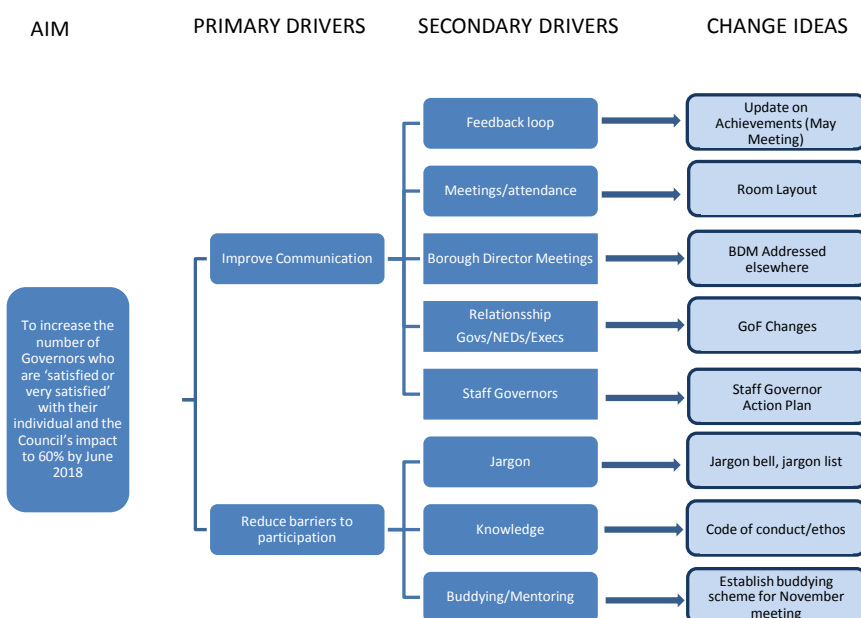 AIM
PRIMARY DRIVERS
SECONDARY DRIVERS
CHANGE IDEAS
To increase the
number of
Governors who
are ‘satisfied or
very satisfied’
with their
individual and the
Council’s impact
to 60% by June
2018
Improve Communication
Feedback loop
Update on
Achievements (May
Meeting)
Meetings/attendance
Room Layout
Borough Director Meetings
BDM Addressed
elsewhere
Relationsship
Govs/NEDs/Execs
GoF Changes
Staff Governors
Staff Governor
Action Plan
Reduce barriers to
participation
Jargon
Jargon bell, jargon list
Knowledge
Code of conduct/ethos
Buddying/Mentoring
Establish buddying
scheme for November
meeting